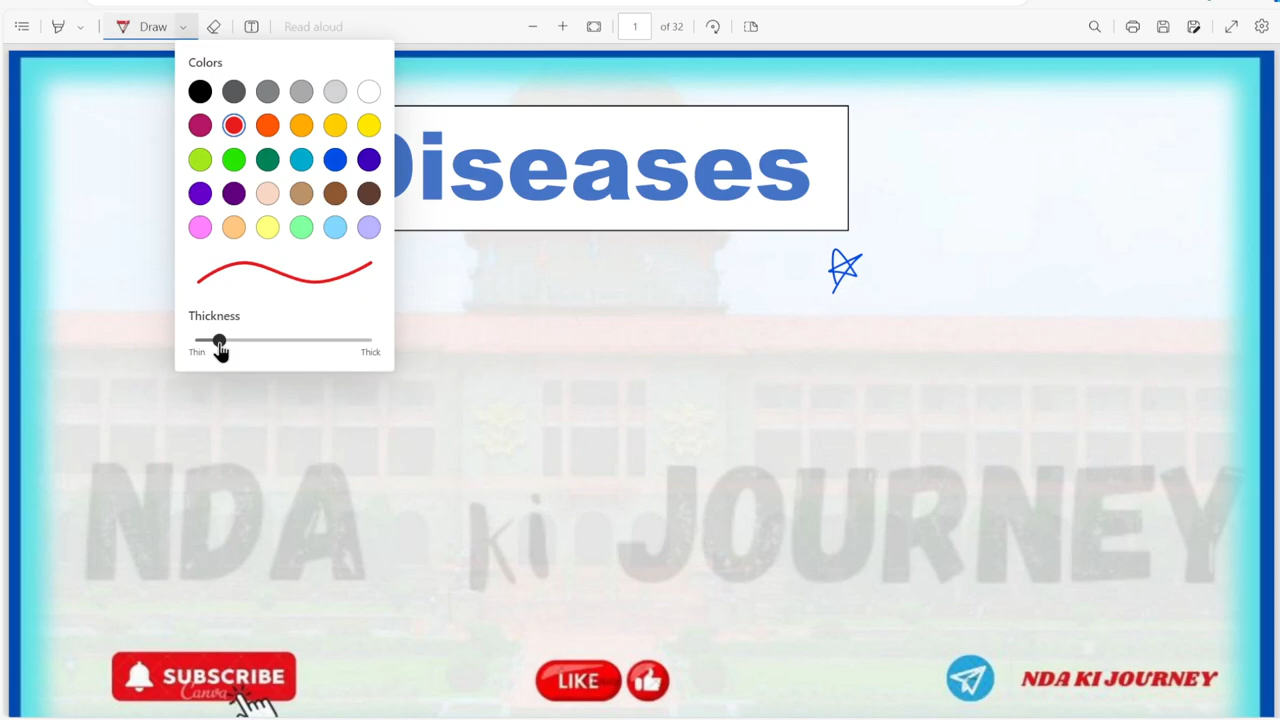 Draw
Read aloud
1 of 32
Colors
Diseases
Thickness
Thin Thick
NDA ki JOURNEY
SUBSCRIBE
Canva
LIKE
NDA KI JOURNEY